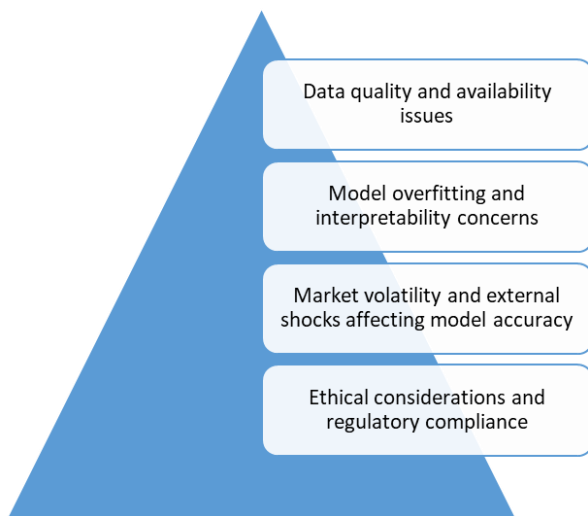 Data quality and availability
issues
Model overfitting and
interpretability concerns
Market volatility and external
shocks affecting model accuracy
Ethical considerations and
regulatory compliance